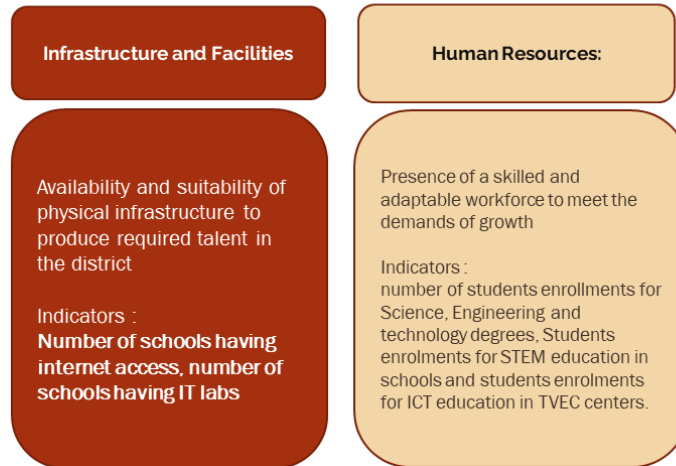 Infrastructure and Facilities
Availability and suitability of
physical infrastructure to
produce required talent in
the district
Indicators :
Number of schools having
internet access, number of
schools having IT labs
Human Resources:
Presence of a skilled and
adaptable workforce to meet the
demands of growth
Indicators :
number of students enrollments for
Science, Engineering and
technology degrees, Students
enrolments for STEM education in
schools and students enrolments
for ICT education in TVEC centers.